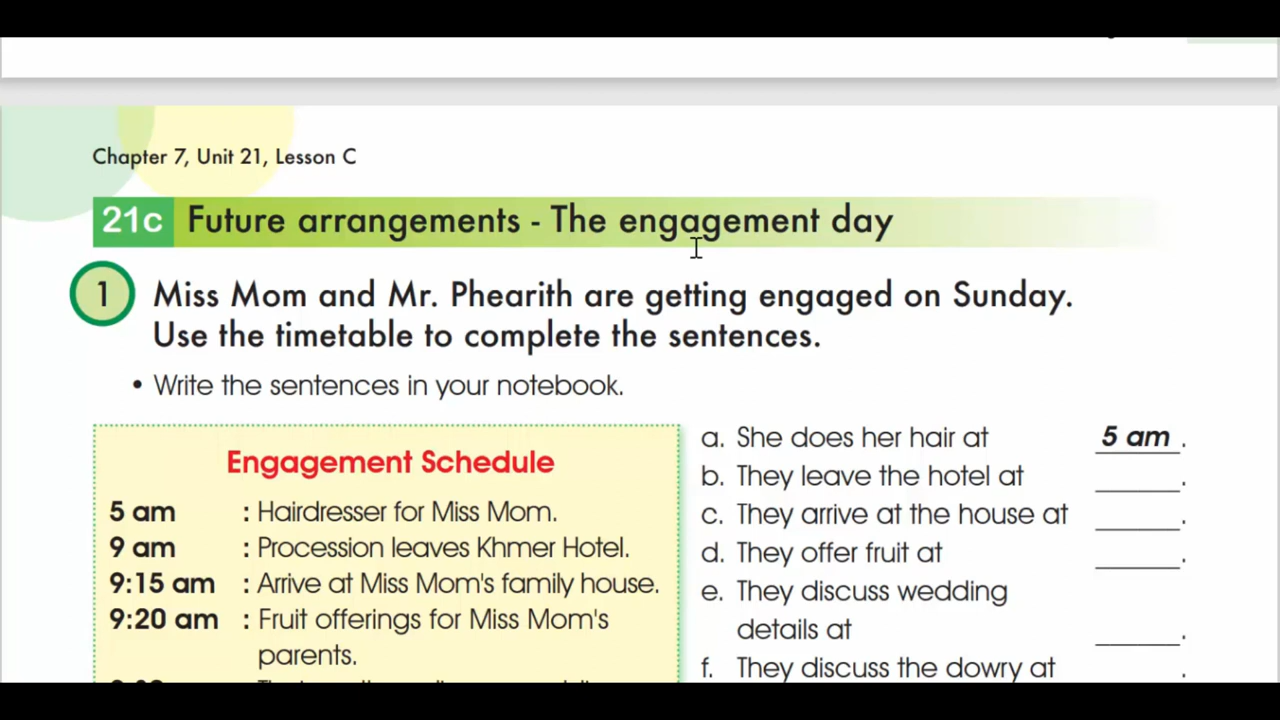 Chapter 7, Unit 21, Lesson C
21c Future arrangements - The engagement day
1 Miss Mom and Mr. Phearith are getting engaged on Sunday.
Use the timetable to complete the sentences.
• Write the sentences in your notebook.
Engagement Schedule
5 am : Hairdresser for Miss Mom.
9 am : Procession leaves Khmer Hotel.
9:15 am : Arrive at Miss Mom's family house.
9:20 am : Fruit offerings for Miss Mom's
parents.
a. She does her hair at 5 am .
b. They leave the hotel at ______.
c. They arrive at the house at ______.
d. They offer fruit at ______.
e. They discuss wedding
details at ______.
f. They discuss the dowry at ______.